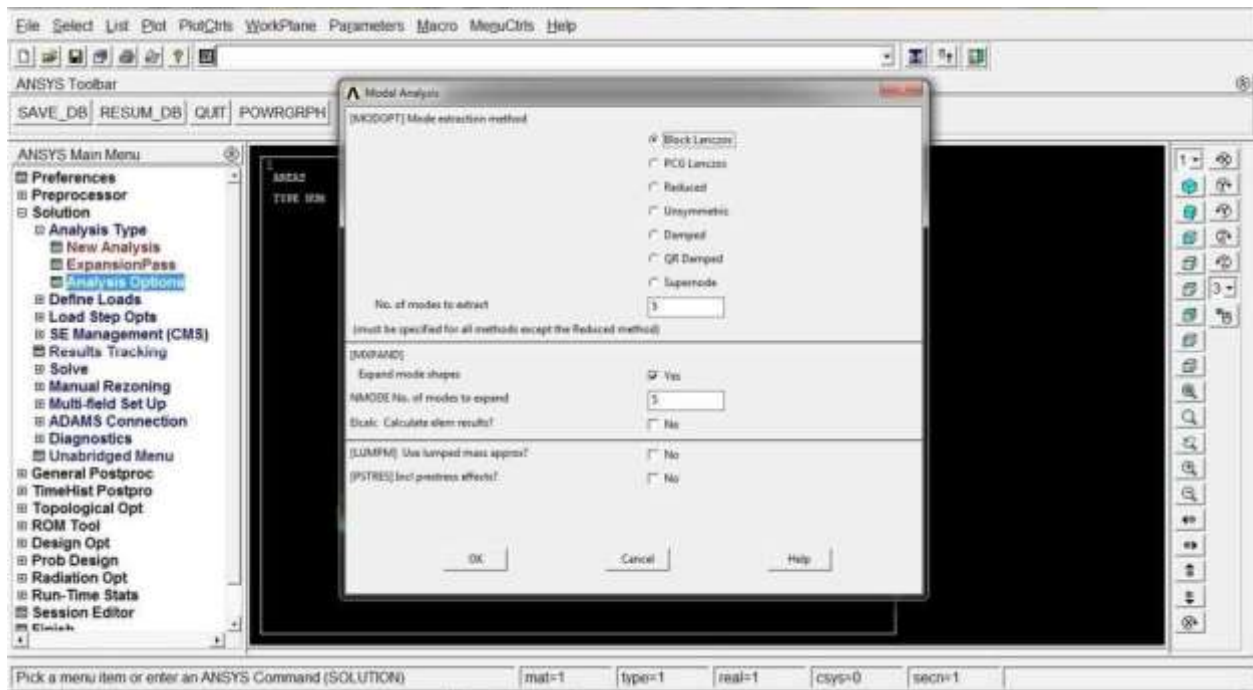 File Select List Plot PlotCtrls WorkPlane Parameters Macro MenuCtrls Help
ANSYS Toolbar
SAVE_DB RESUM_DB QUIT POWRGRPH
ANSYS Main Menu
Preferences
Preprocessor
Solution
Analysis Type
New Analysis
ExpansionPass
Analysis Options
Define Loads
Load Step Opts
SE Management (CMS)
Results Tracking
Solve
Manual Rezoning
Multi-field Set Up
ADAMS Connection
Diagnostics
Unabridged Menu
General Postproc
TimeHist Postpro
Topological Opt
ROM Tool
Design Opt
Prob Design
Radiation Opt
Run-Time Stats
Session Editor
Finish
1
AREAS
TYPE NUM
Modal Analysis
[MODOPT] Mode extraction method
Block Lanczos
PCG Lanczos
Reduced
Unsymmetric
Damped
QR Damped
Supernode
No. of modes to extract 5
(must be specified for all methods except the Reduced method)
[MXPAND]
Expand mode shapes Yes
NMODE No. of modes to expand 5
Elcalc Calculate elem results? No
[LUMPM] Use lumped mass approx? No
[PSTRES] Incl prestress effects? No
OK Cancel Help
1
3
Pick a menu item or enter an ANSYS Command (SOLUTION) mat=1 type=1 real=1 csys=0 secn=1